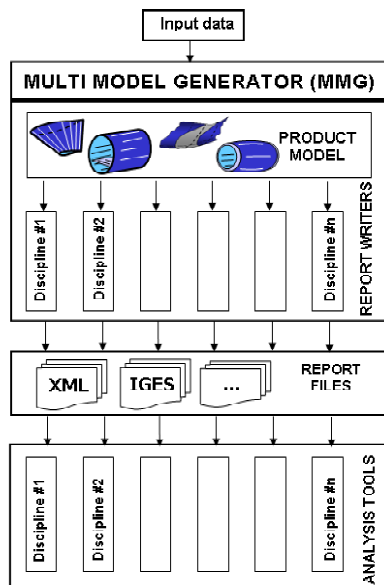 Input data
MULTI MODEL GENERATOR (MMG)
PRODUCT
MODEL
Discipline #1
Discipline #2
Discipline #n
REPORT WRITERS
XML
IGES
...
REPORT
FILES
Discipline #1
Discipline #2
Discipline #n
ANALYSIS TOOLS